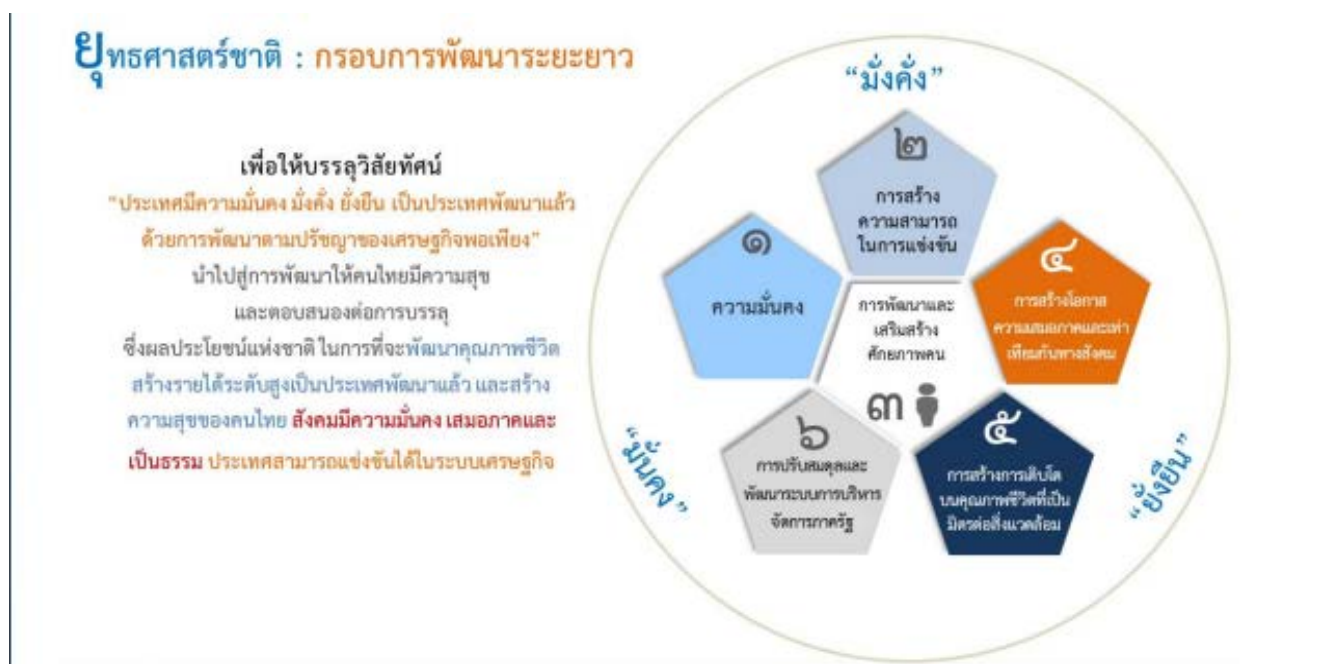 ยุทธศาสตร์ชาติ : กรอบการพัฒนาระยะยาว
เพื่อให้บรรลุวิสัยทัศน์
"ประเทศมีความมั่นคง มั่งคั่ง ยั่งยืน เป็นประเทศพัฒนาแล้ว
ด้วยการพัฒนาตามปรัชญาของเศรษฐกิจพอเพียง"
นำไปสู่การพัฒนาให้คนไทยมีความสุข
และตอบสนองต่อการบรรลุ
ซึ่งผลประโยชน์แห่งชาติ ในการที่จะพัฒนาคุณภาพชีวิต
สร้างรายได้ระดับสูงเป็นประเทศพัฒนาแล้ว และสร้าง
ความสุขของคนไทย สังคมมีความมั่นคง เสมอภาคและ
เป็นธรรม ประเทศสามารถแข่งขันได้ในระบบเศรษฐกิจ
"มั่งคั่ง"
๒
การสร้าง
ความสามารถ
ในการแข่งขัน
๑
ความมั่นคง
๔
การสร้างโอกาส
ความเสมอภาคและเท่า
เทียมกันทางสังคม
การพัฒนาและ
เสริมสร้าง
ศักยภาพคน
๓
๖
การปรับสมดุลและ
พัฒนาระบบการบริหาร
จัดการภาครัฐ
๕
การสร้างการเติบโต
บนคุณภาพชีวิตที่เป็น
มิตรต่อสิ่งแวดล้อม
"มั่นคง"
"ยั่งยืน"